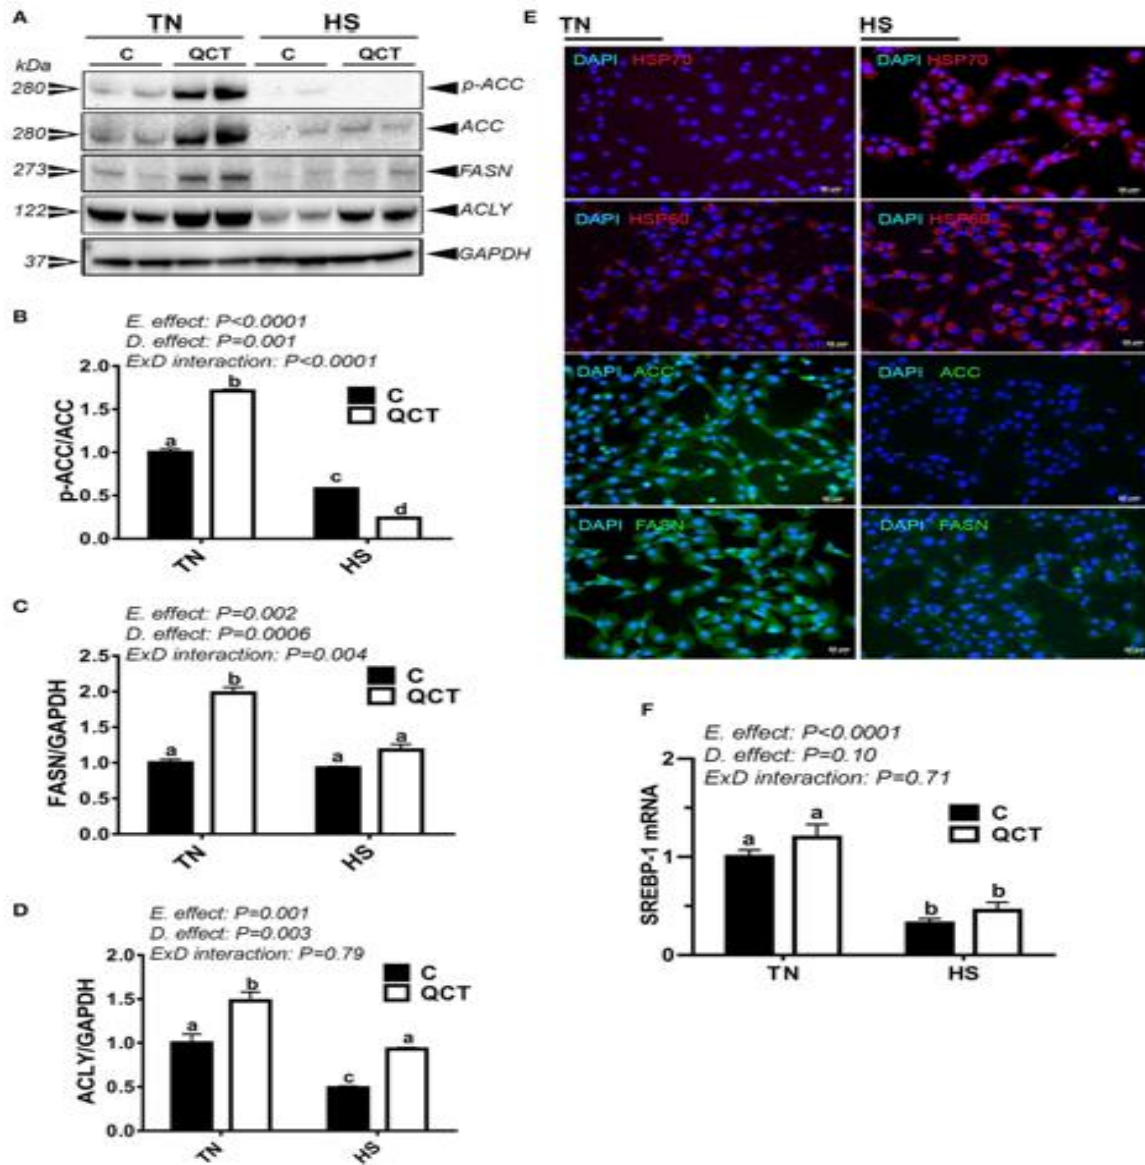 A
TN HS
C QCT C QCT
kDa
280 p-ACC
280 ACC
273 FASN
122 ACLY
37 GAPDH
B
E. effect: P<0.0001
D. effect: P=0.001
ExD interaction: P<0.0001
2.0
1.5
1.0
0.5
0.0
p-ACC/ACC
a b c d
C
QCT
TN HS
C
E. effect: P=0.002
D. effect: P=0.0006
ExD interaction: P=0.004
2.5
2.0
1.5
1.0
0.5
0.0
FASN/GAPDH
a b a a
C
QCT
TN HS
D
E. effect: P=0.001
D. effect: P=0.003
ExD interaction: P=0.79
2.0
1.5
1.0
0.5
0.0
ACLY/GAPDH
a b c a
C
QCT
TN HS
E
TN HS
DAPI HSP70 DAPI HSP70
DAPI HSP60 DAPI HSP60
DAPI ACC DAPI ACC
DAPI FASN DAPI FASN
F
E. effect: P<0.0001
D. effect: P=0.10
ExD interaction: P=0.71
2
1
0
SREBP-1 mRNA
a a b b
C
QCT
TN HS